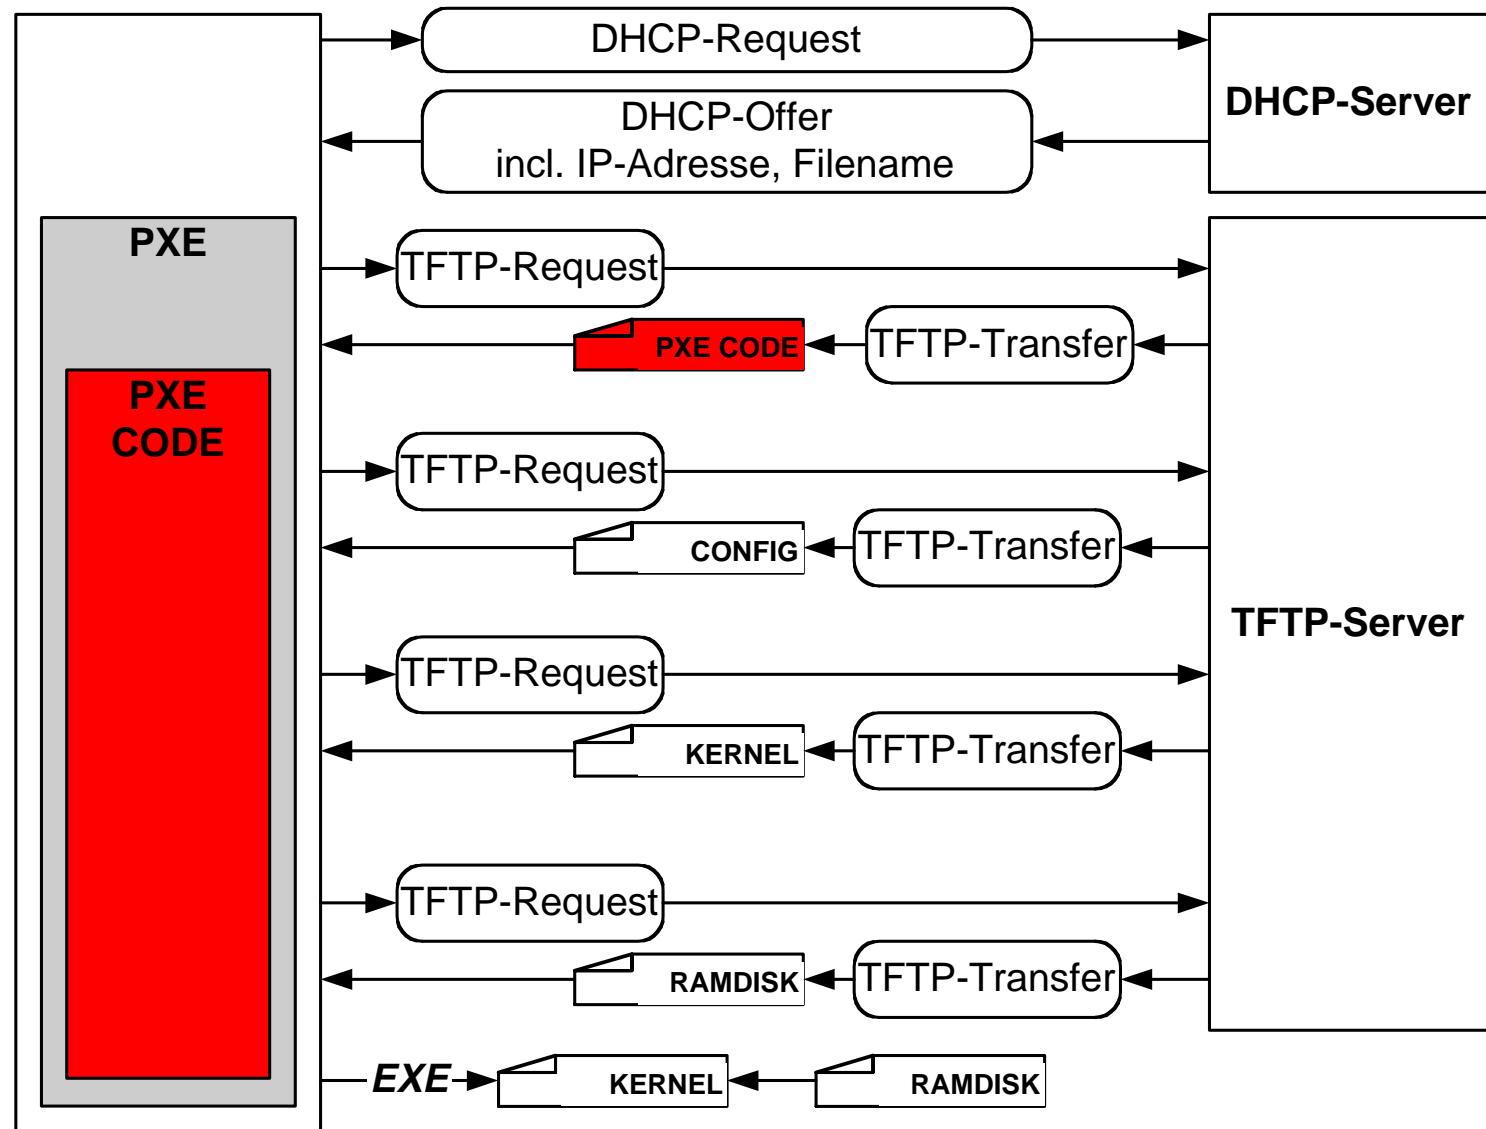 DHCP-Request
DHCP-Server
DHCP-Offer
incl. IP-Adresse, Filename
PXE
TFTP-Request
PXE CODE
TFTP-Transfer
PXE
CODE
TFTP-Request
CONFIG
TFTP-Transfer
TFTP-Server
TFTP-Request
KERNEL
TFTP-Transfer
TFTP-Request
RAMDISK
TFTP-Transfer
EXE
KERNEL
RAMDISK